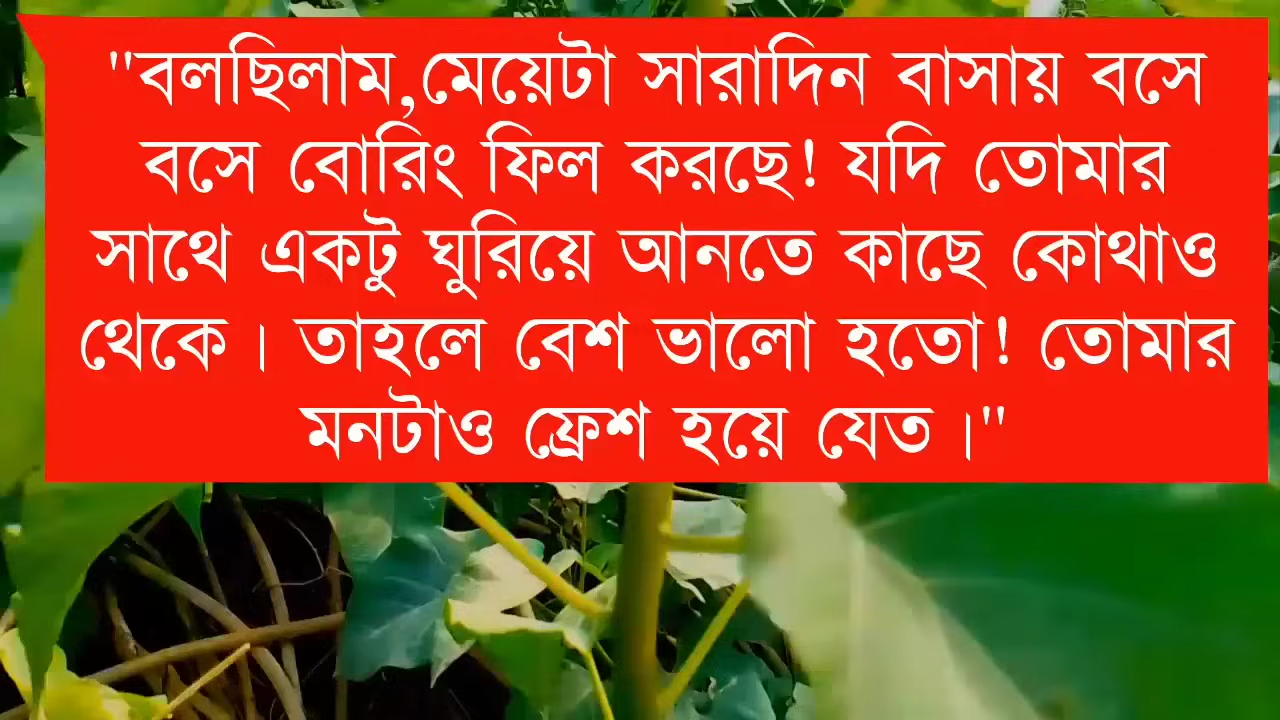 "বলছিলাম,মেয়েটা সারাদিন বাসায় বসে
বসে বোরিং ফিল করছে! যদি তোমার
সাথে একটু ঘুরিয়ে আনতে কাছে কোথাও
থেকে। তাহলে বেশ ভালো হতো! তোমার
মনটাও ফ্রেশ হয়ে যেত।"